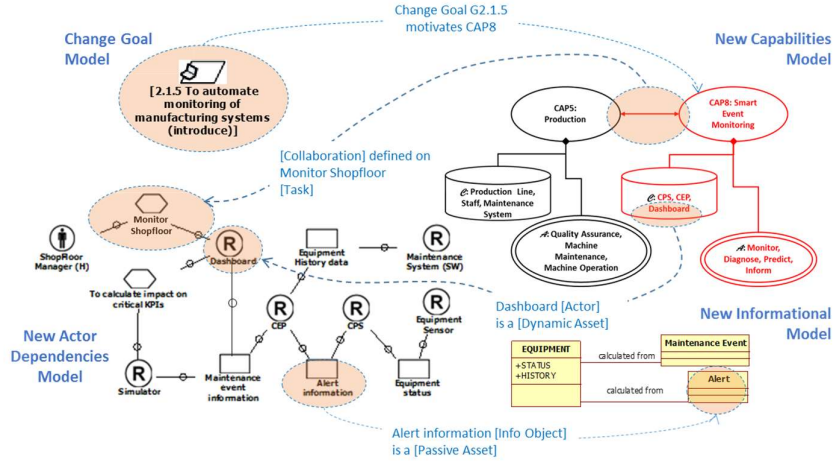 Change Goal G2.1.5
motivates CAP8
Change Goal
Model
[2.1.5 To automate
monitoring of
manufacturing systems
(introduce)]
New Capabilities
Model
CAP5:
Production
CAP8: Smart
Event
Monitoring
[Collaboration] defined on
Monitor Shopfloor
[Task]
C: Production Line,
Staff, Maintenance
System
C: CPS, CEP,
Dashboard
A: Quality Assurance,
Machine
Maintenance,
Machine Operation
A: Monitor,
Diagnose, Predict,
Inform
Monitor
Shopfloor
ShopRoor
Manager (H)
R
Dashboard
Equipment
History data
R
Maintenance
System (SW)
To calculate impact on
critical KPIs
R
CEP
R
CPS
R
Equipment
Sensor
New Actor
Dependencies
Model
R
Simulator
Maintenance
event
information
Alert
information
Equipment
status
Dashboard [Actor]
is a [Dynamic Asset]
New Informational
Model
EQUIPMENT
+STATUS
+HISTORY
calculated from
Maintenance Event
calculated from
Alert
Alert information [Info Object]
is a [Passive Asset]